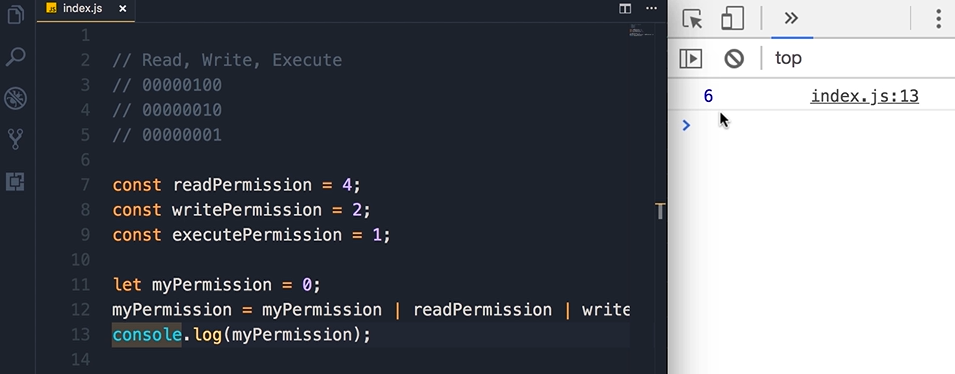 JS index.js ×
1
2 // Read, Write, Execute
3 // 00000100
4 // 00000010
5 // 00000001
6
7 const readPermission = 4;
8 const writePermission = 2;
9 const executePermission = 1;
10
11 let myPermission = 0;
12 myPermission = myPermission | readPermission | write
13 console.log(myPermission);
14
top
6 index.js:13